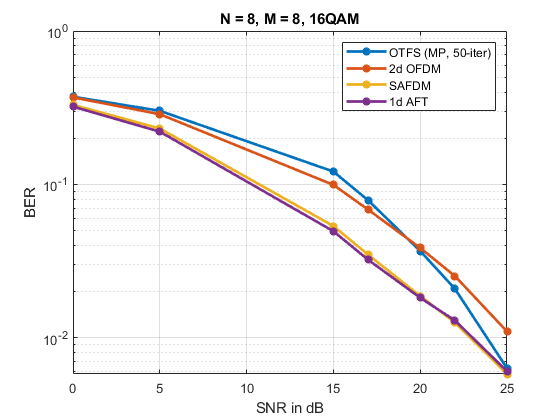 N = 8, M = 8, 16QAM
10^0
OTFS (MP, 50-iter)
2d OFDM
SAFDM
1d AFT
10^-1
BER
10^-2
0 5 10 15 20 25
SNR in dB